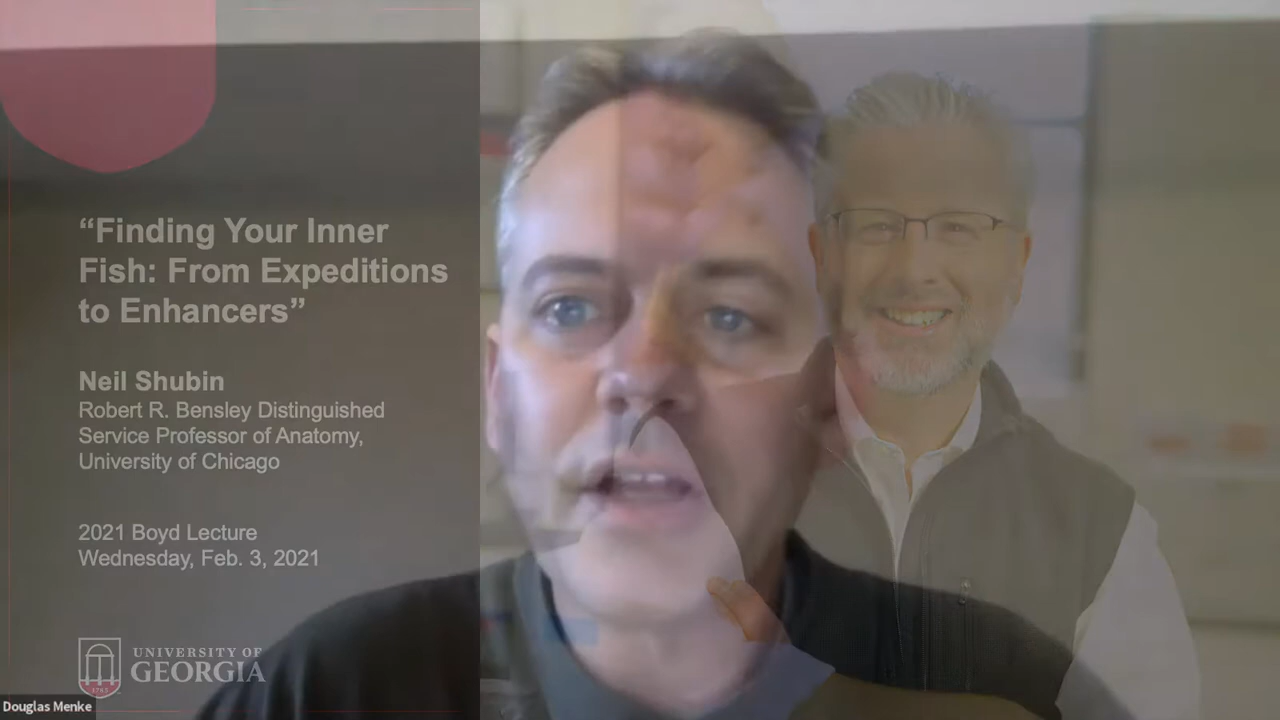 “Finding Your Inner
Fish: From Expeditions
to Enhancers”
Neil Shubin
Robert R. Bensley Distinguished
Service Professor of Anatomy,
University of Chicago
2021 Boyd Lecture
Wednesday, Feb. 3, 2021
UNIVERSITY OF
GEORGIA
1785
Douglas Menke